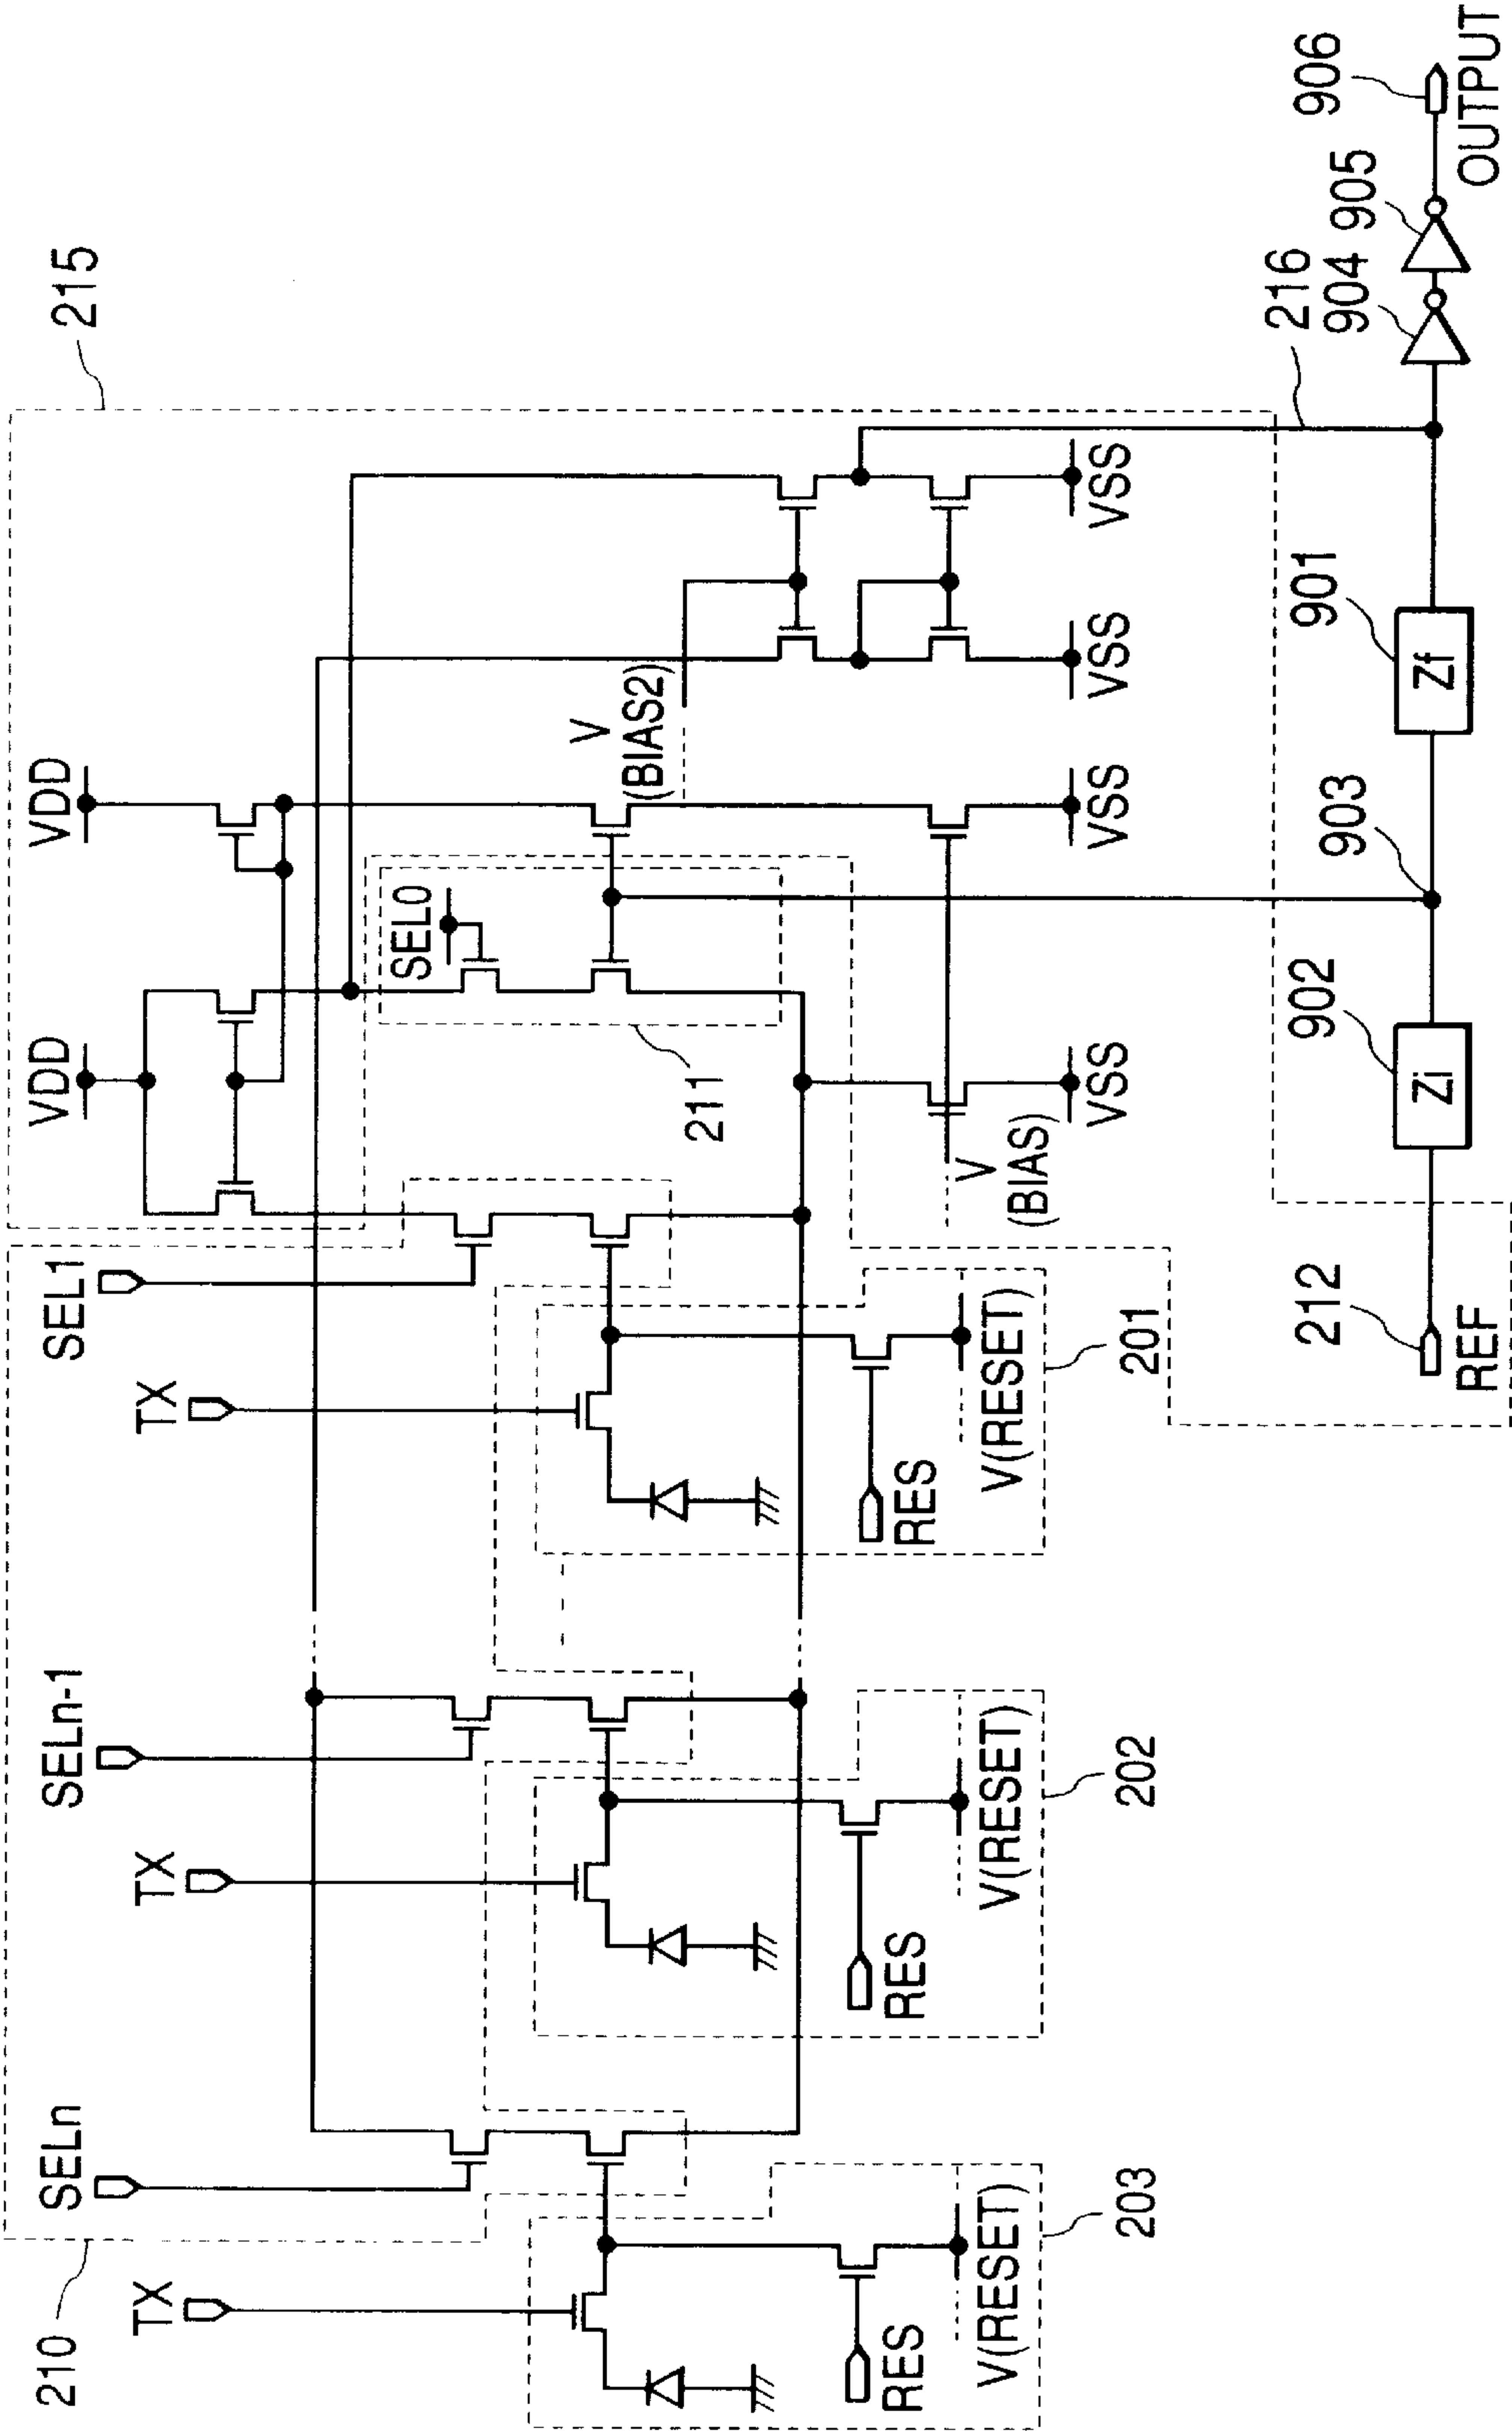 210
215
SELn
SELn-1
SEL1
VDD
VDD
TX
TX
TX
SEL0
211
V
(BIAS2)
RES
RES
RES
V(RESET)
V(RESET)
V(RESET)
V
(BIAS)
VSS
VSS
VSS
VSS
203
202
201
216
212
902
903
901
904
905
906
REF
Zi
Zf
OUTPUT